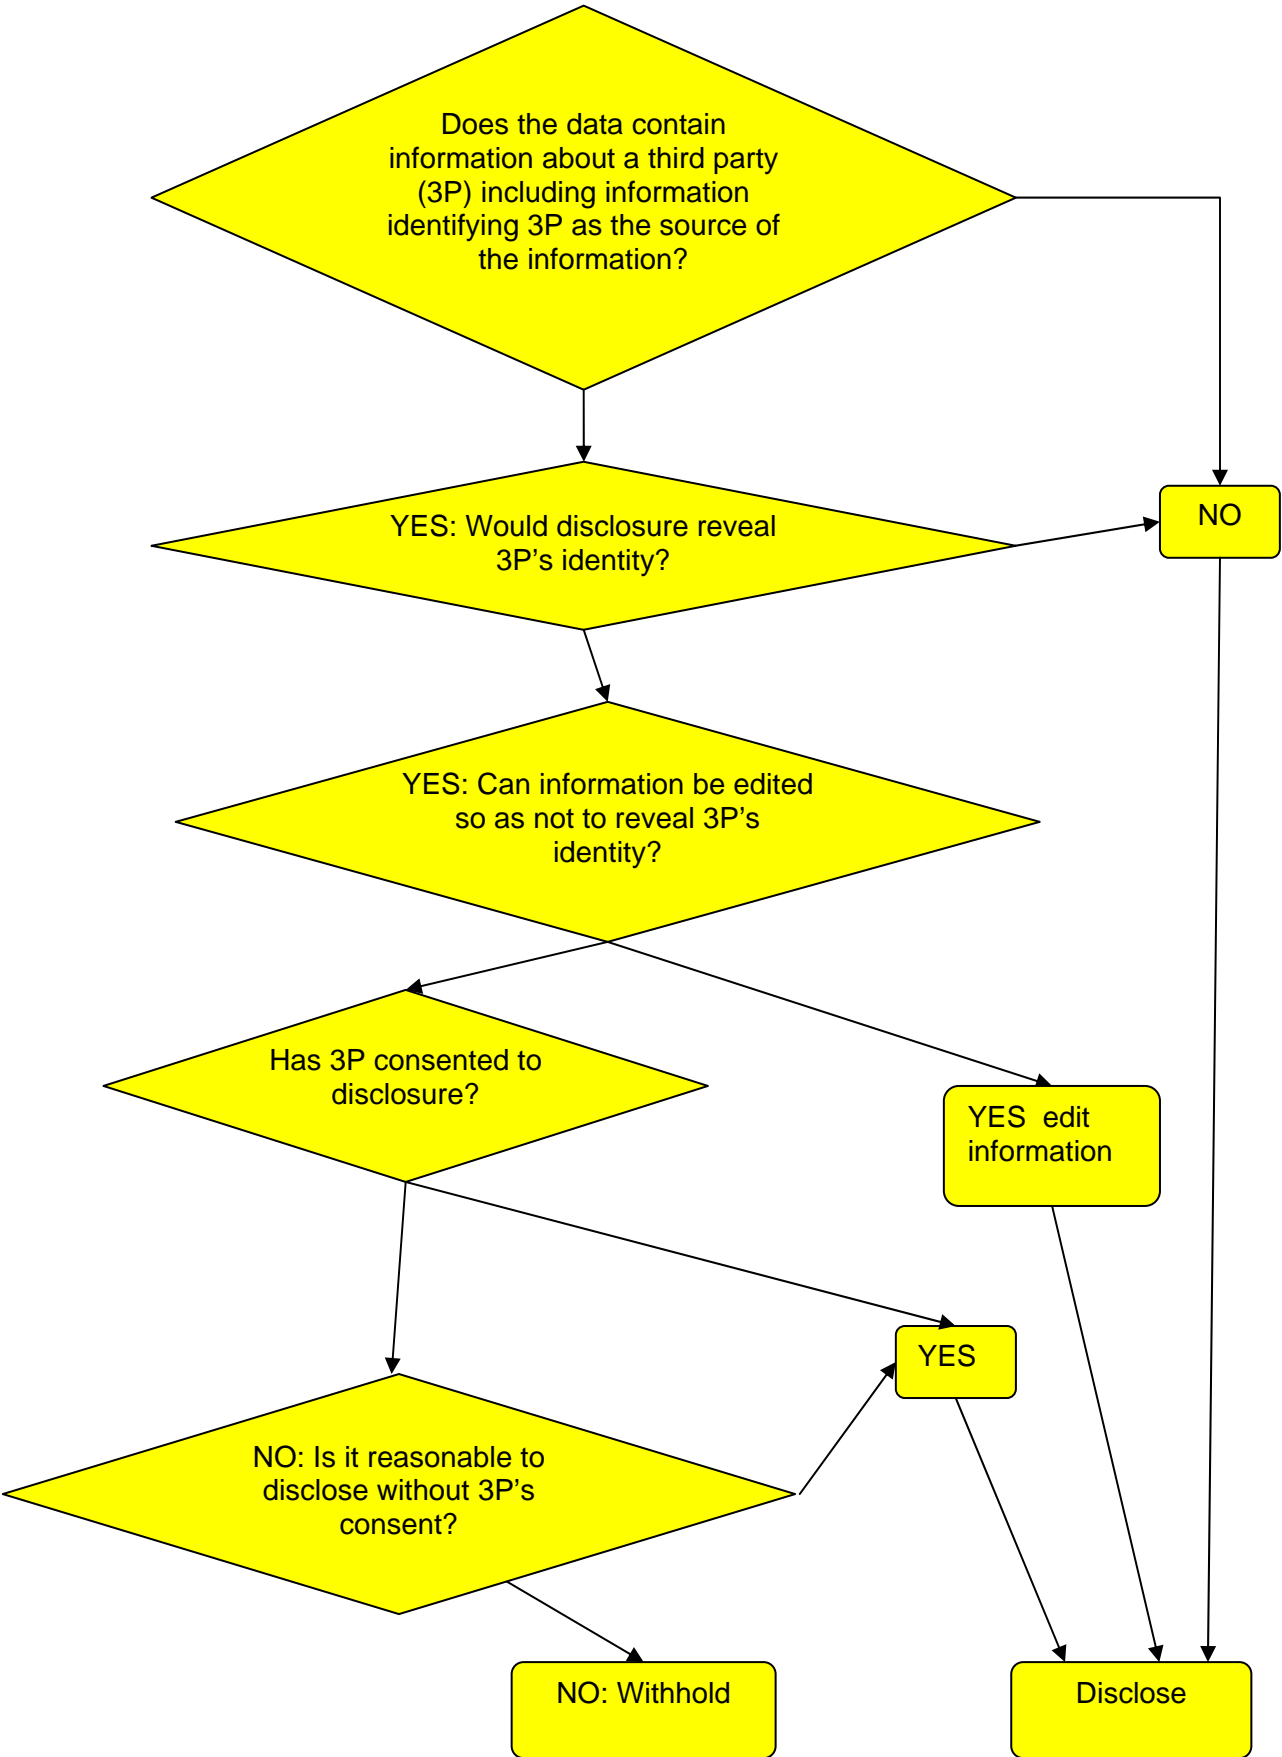 Does the data contain
information about a third party
(3P) including information
identifying 3P as the source of
the information?
NO
YES: Would disclosure reveal
3P’s identity?
YES: Can information be edited
so as not to reveal 3P’s
identity?
Has 3P consented to
disclosure?
YES  edit
information
YES
NO: Is it reasonable to
disclose without 3P’s
consent?
NO: Withhold
Disclose